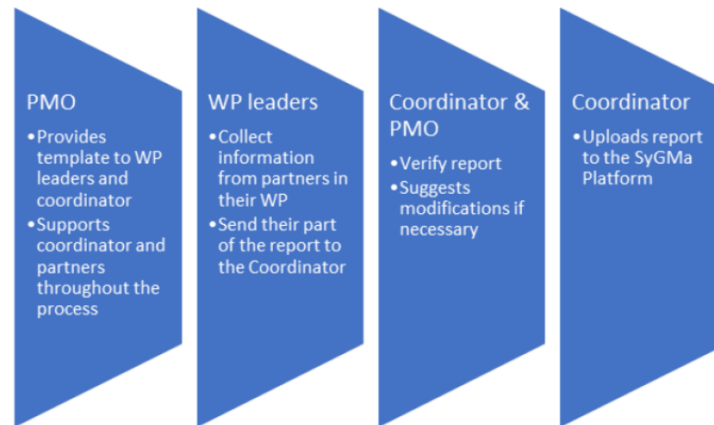 PMO
•Provides
template to WP
leaders and
coordinator
•Supports
coordinator and
partners
throughout the
process
WP leaders
•Collect
information
from partners in
their WP
•Send their part
of the report to
the Coordinator
Coordinator &
PMO
•Verify report
•Suggests
modifications if
necessary
Coordinator
•Uploads report
to the SyGMa
Platform